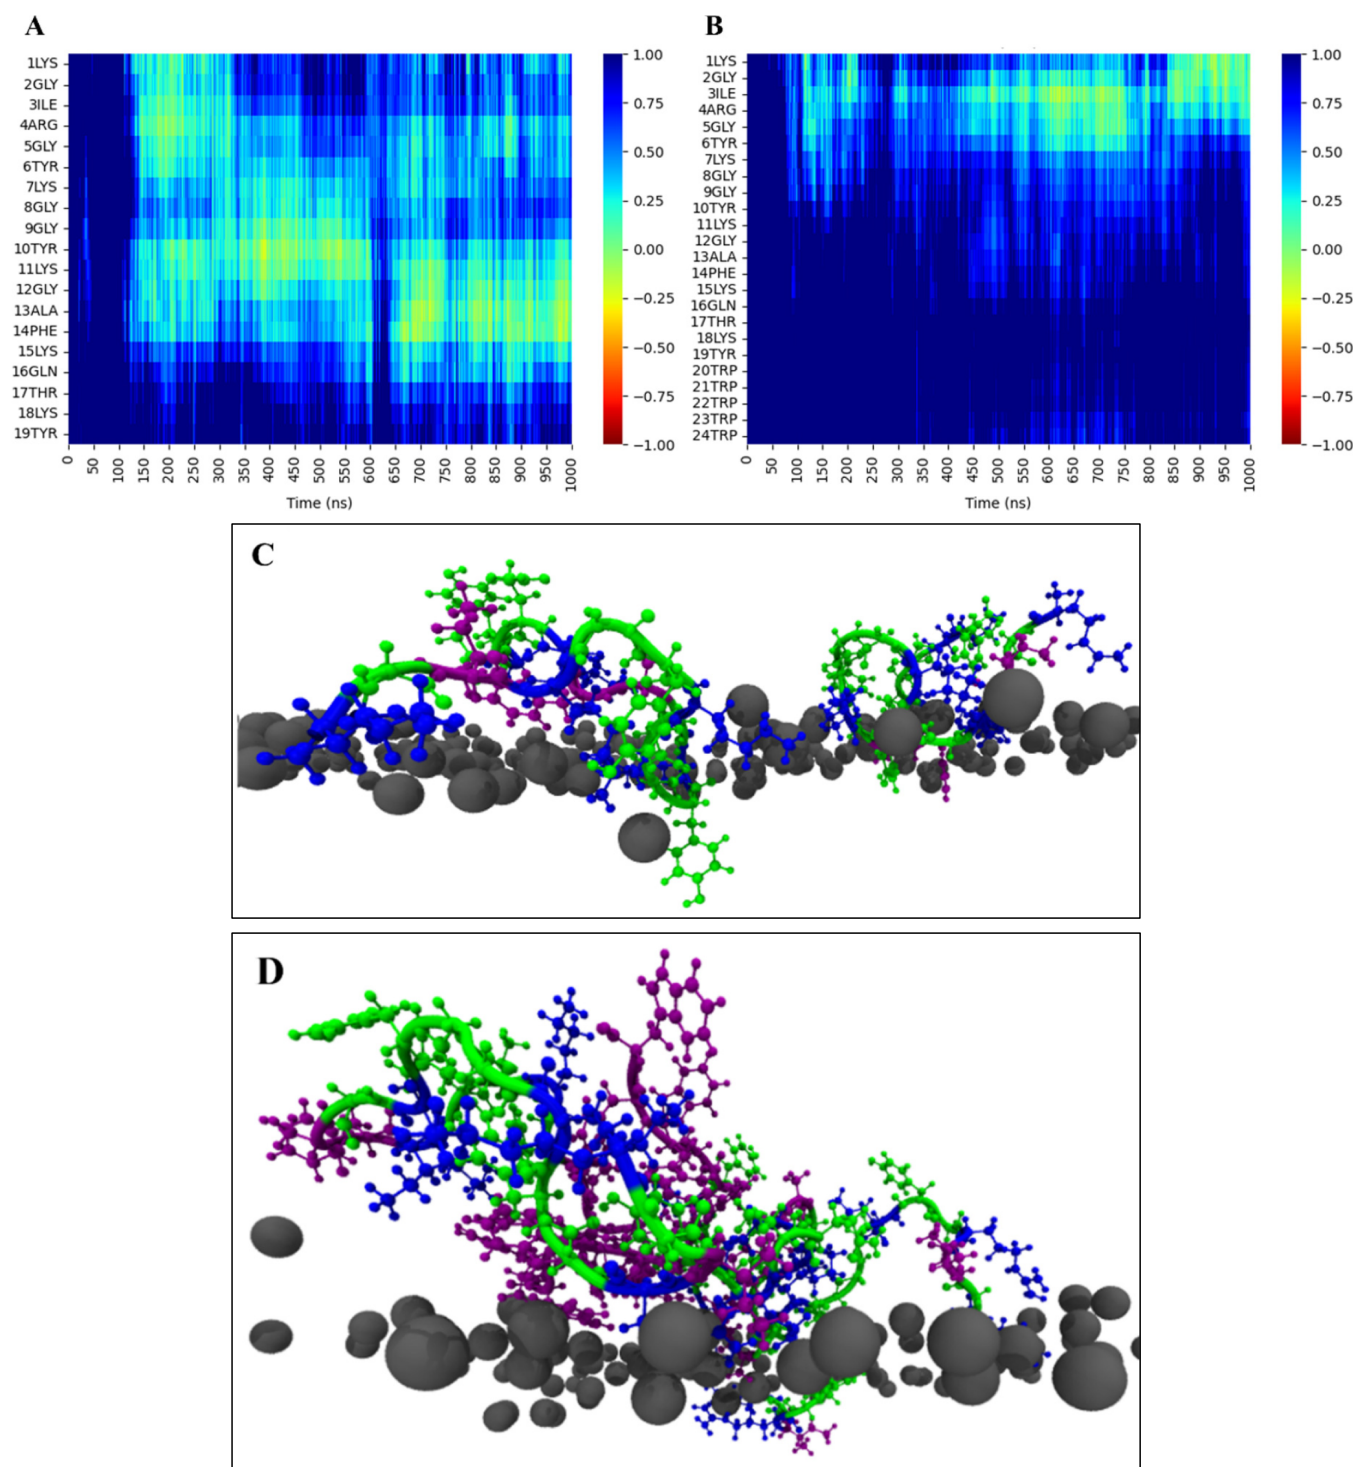 A
1LYS
2GLY
3ILE
4ARG
5GLY
6TYR
7LYS
8GLY
9GLY
10TYR
11LYS
12GLY
13ALA
14PHE
15LYS
16GLN
17THR
18LYS
19TYR
0 50 100 150 200 250 300 350 400 450 500 550 600 650 700 750 800 850 900 950 1000
Time (ns)
1.00
0.75
0.50
0.25
0.00
−0.25
−0.50
−0.75
−1.00
B
1LYS
2GLY
3ILE
4ARG
5GLY
6TYR
7LYS
8GLY
9GLY
10TYR
11LYS
12GLY
13ALA
14PHE
15LYS
16GLN
17THR
18LYS
19TYR
20TRP
21TRP
22TRP
23TRP
24TRP
0 50 100 150 200 250 300 350 400 450 500 550 600 650 700 750 800 850 900 950 1000
Time (ns)
1.00
0.75
0.50
0.25
0.00
−0.25
−0.50
−0.75
−1.00
C
D